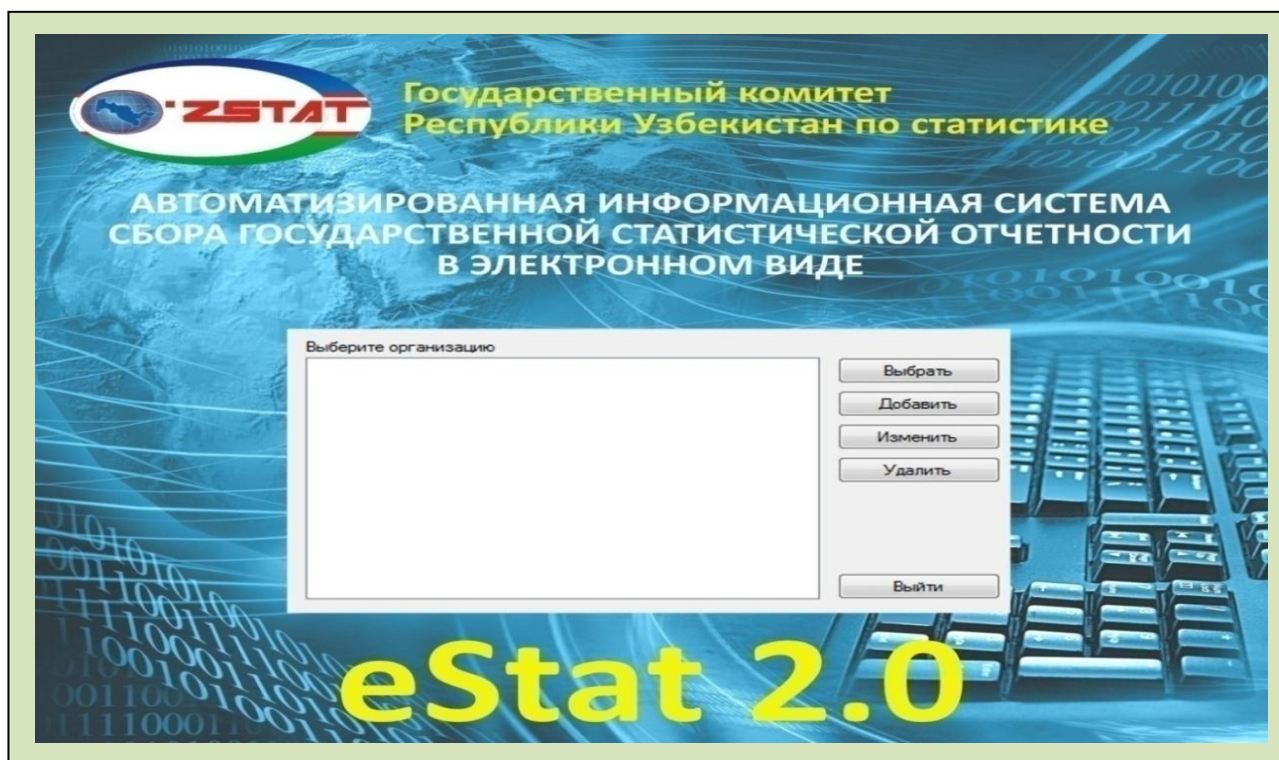 O'ZSTAT
Государственный комитет
Республики Узбекистан по статистике
АВТОМАТИЗИРОВАННАЯ ИНФОРМАЦИОННАЯ СИСТЕМА
СБОРА ГОСУДАРСТВЕННОЙ СТАТИСТИЧЕСКОЙ ОТЧЕТНОСТИ
В ЭЛЕКТРОННОМ ВИДЕ
Выберите организацию
Выбрать
Добавить
Изменить
Удалить
Выйти
eStat 2.0